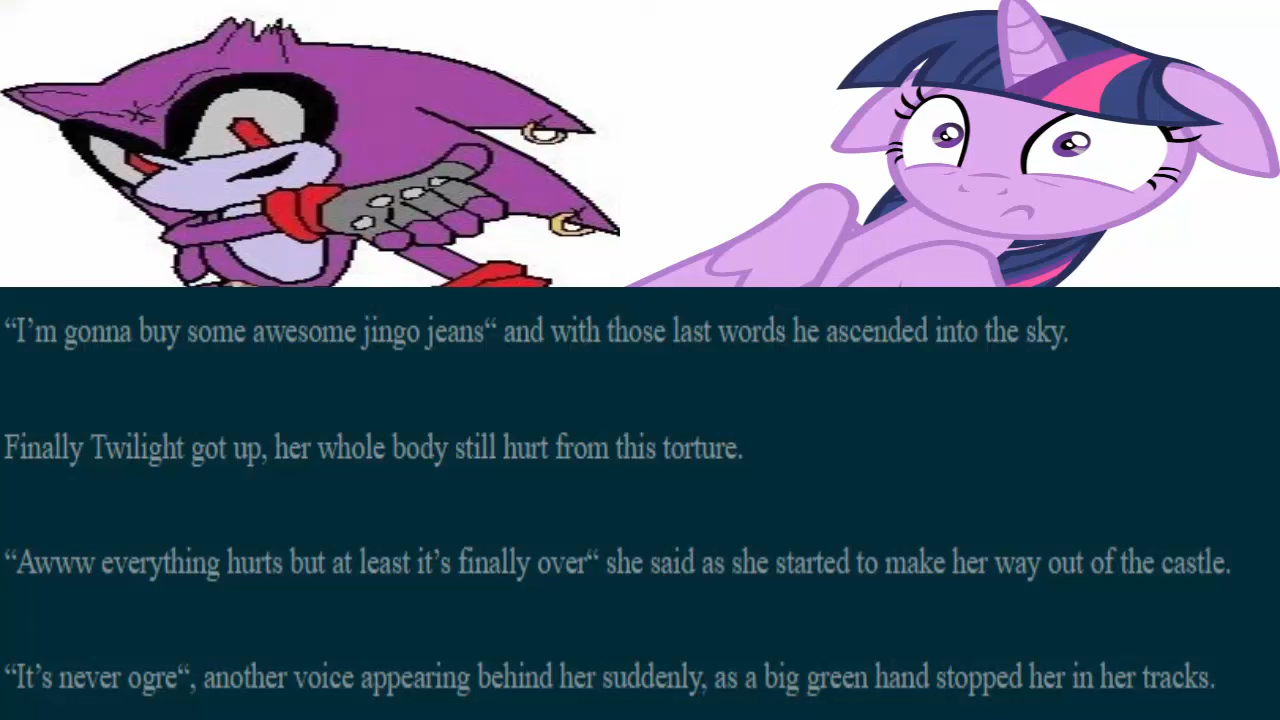 “I’m gonna buy some awesome jingo jeans“ and with those last words he ascended into the sky.
Finally Twilight got up, her whole body still hurt from this torture.
“Awww everything hurts but at least it’s finally over“ she said as she started to make her way out of the castle.
“It’s never ogre“, another voice appearing behind her suddenly, as a big green hand stopped her in her tracks.